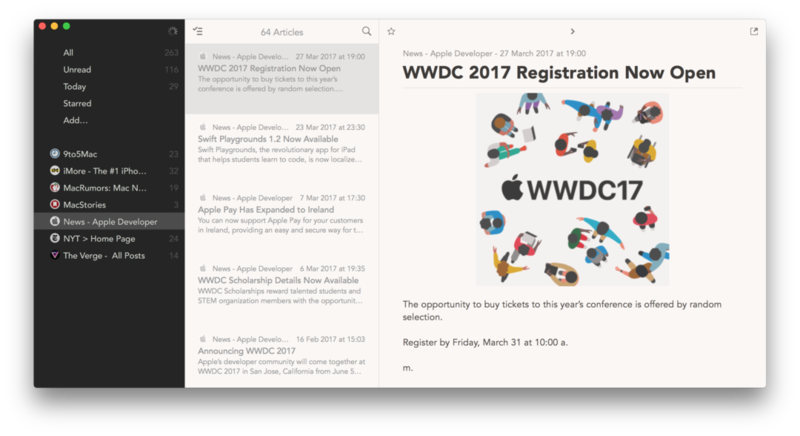 All 263
Unread 116
Today 29
Starred
Add...
9to5Mac 23
iMore - The #1 iPho... 32
MacRumors: Mac N... 19
MacStories 3
News - Apple Developer
NYT > Home Page 24
The Verge - All Posts 14
64 Articles
News - Apple Develo... 27 Mar 2017 at 19:00
WWDC 2017 Registration Now Open
The opportunity to buy tickets to this year's
conference is offered by random selection....
News - Apple Develo... 23 Mar 2017 at 23:30
Swift Playgrounds 1.2 Now Available
Swift Playgrounds, the revolutionary app for iPad
that helps students learn to code, is now localize...
News - Apple Developer 7 Mar 2017 at 17:30
Apple Pay Has Expanded to Ireland
You can now support Apple Pay for your customers
in Ireland, providing an easy and secure way for t...
News - Apple Developer 6 Mar 2017 at 19:35
WWDC Scholarship Details Now Available
WWDC Scholarships reward talented students and
STEM organization members with the opportunit...
News - Apple Develo... 16 Feb 2017 at 15:03
Announcing WWDC 2017
Apple's developer community will come together at
WWDC 2017 in San Jose, California from June 5...
News - Apple Developer - 27 March 2017 at 19:00
WWDC 2017 Registration Now Open
WWDC17
The opportunity to buy tickets to this year's conference is offered by random
selection.
Register by Friday, March 31 at 10:00 a.
m.